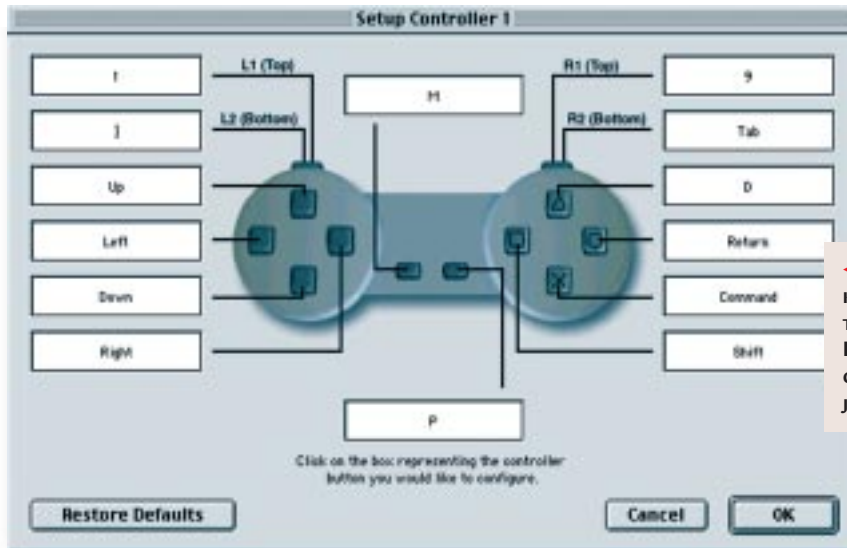 Setup Controller 1
L1 (Top)
R1 (Top)
9
M
]
L2 (Bottom)
R2 (Bottom)
Tab
Up
D
Left
Return
Down
Command
Right
Shift
P
Click on the box representing the controller
button you would like to configure.
Restore Defaults
Cancel
OK